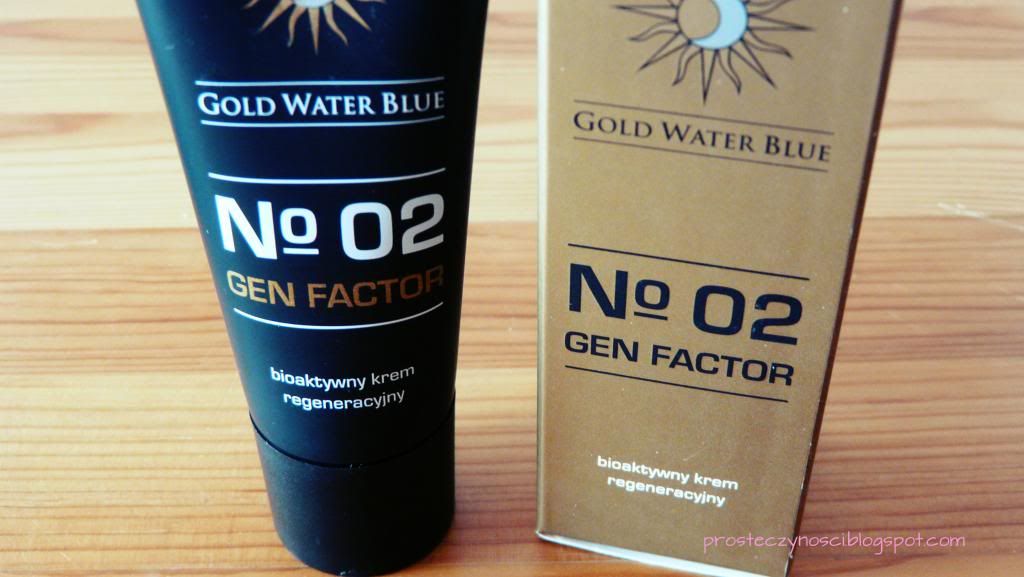 GOLD WATER BLUE
No 02
GEN FACTOR
bioaktywny krem
regeneracyjny
GOLD WATER BLUE
No 02
GEN FACTOR
bioaktywny krem
regeneracyjny
prosteczynosci.blogspot.com